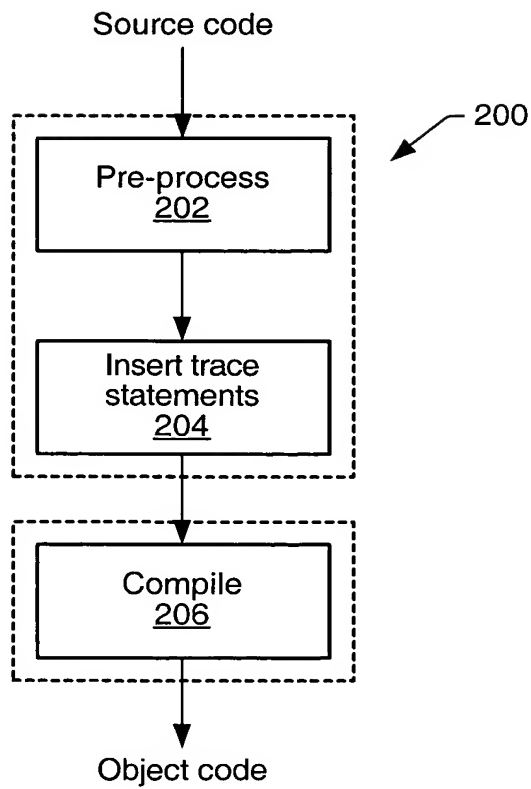 Source code
200
Pre-process
202
Insert trace
statements
204
Compile
206
Object code